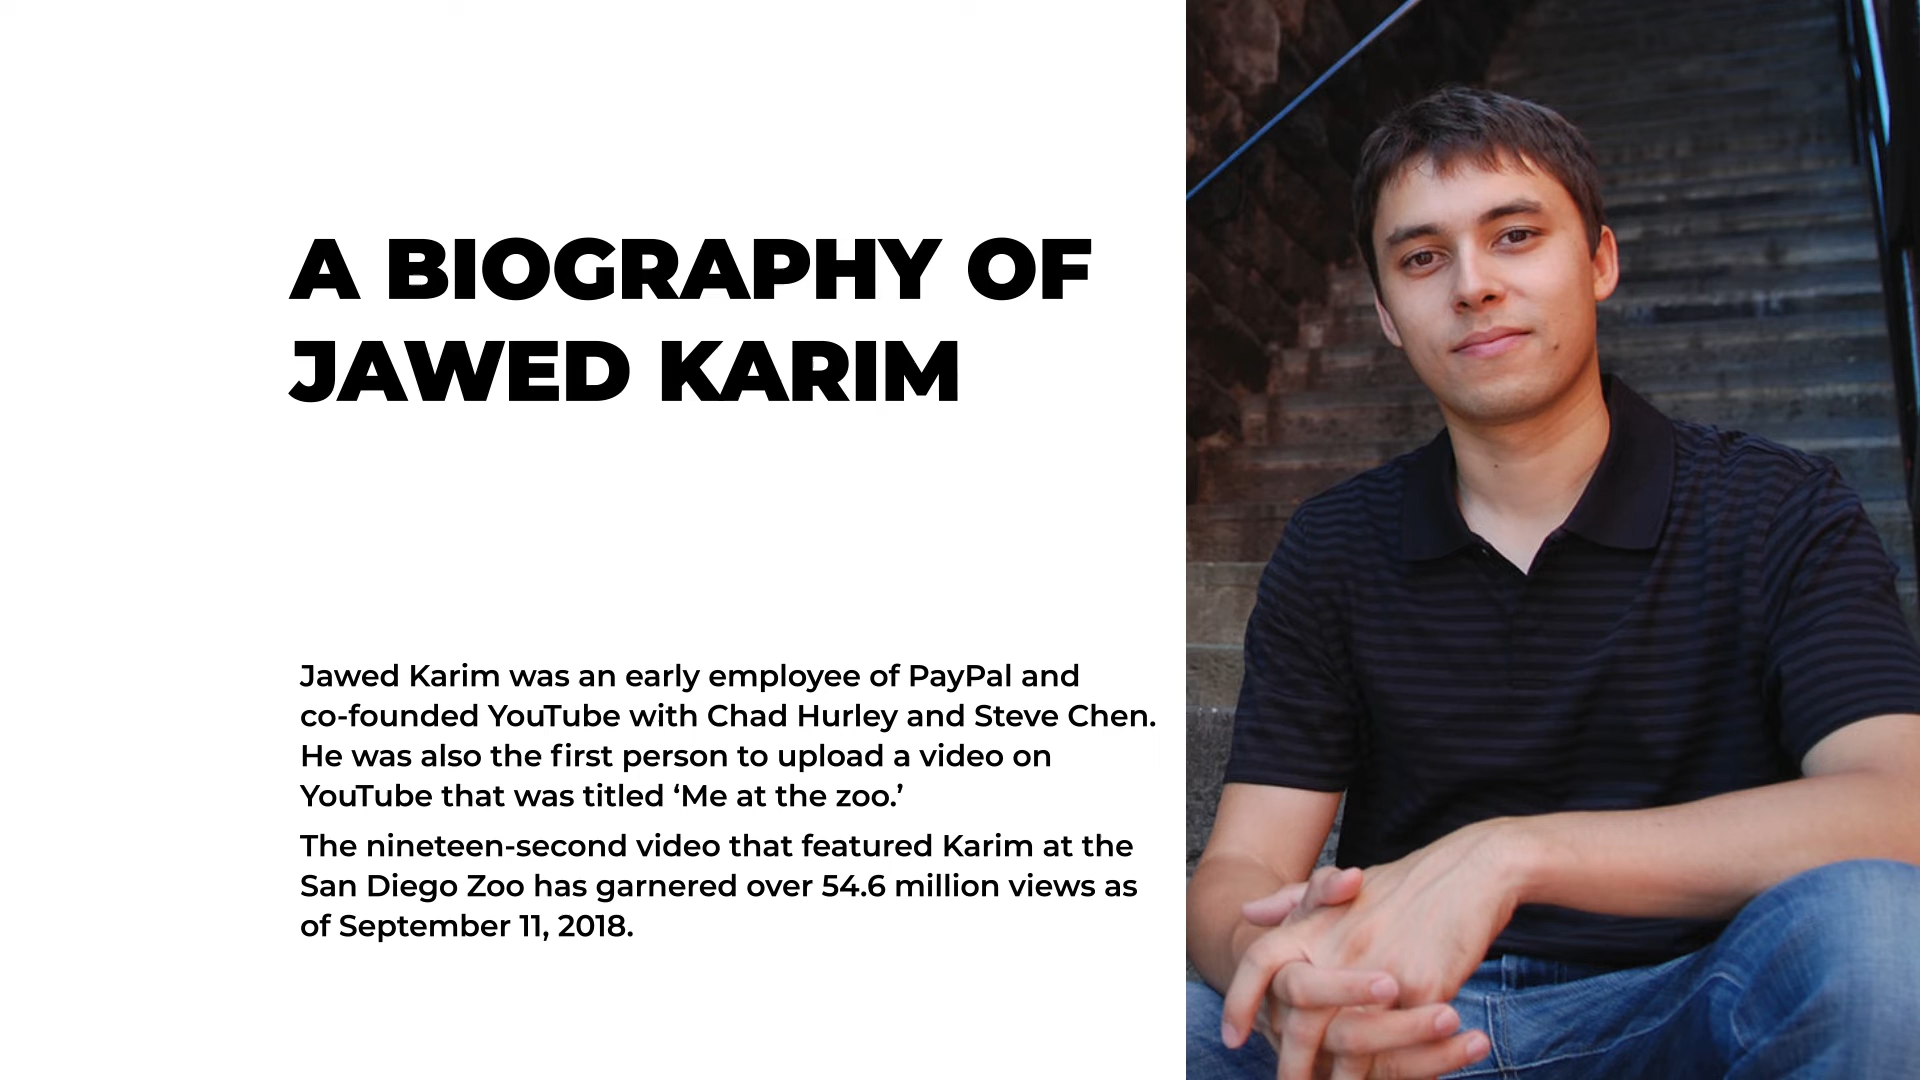 A BIOGRAPHY OF
JAWED KARIM
Jawed Karim was an early employee of PayPal and
co-founded YouTube with Chad Hurley and Steve Chen.
He was also the first person to upload a video on
YouTube that was titled ‘Me at the zoo.’
The nineteen-second video that featured Karim at the
San Diego Zoo has garnered over 54.6 million views as
of September 11, 2018.